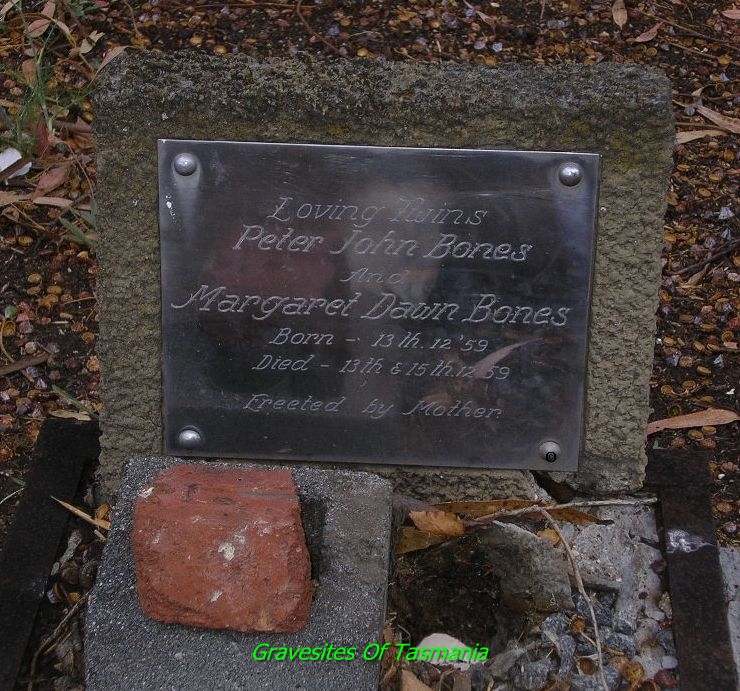 Loving Twins
Peter John Bones
And
Margaret Dawn Bones
Born - 13th. 12 '59
Died - 13th & 15th. 12 '59
Erected by Mother
Gravesites Of Tasmania